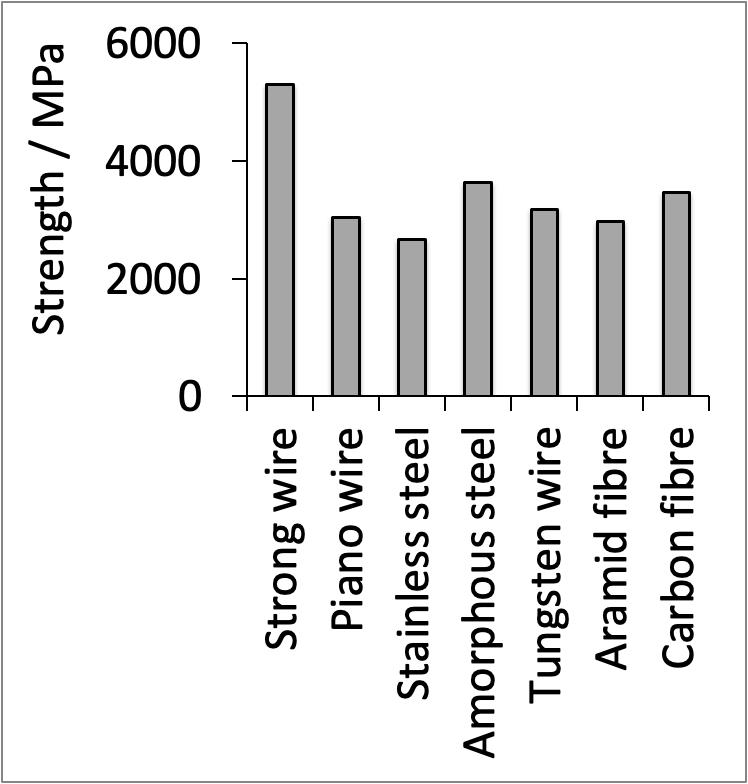 Strength / MPa
6000
4000
2000
0
Strong wire
Piano wire
Stainless steel
Amorphous steel
Tungsten wire
Aramid fibre
Carbon fibre